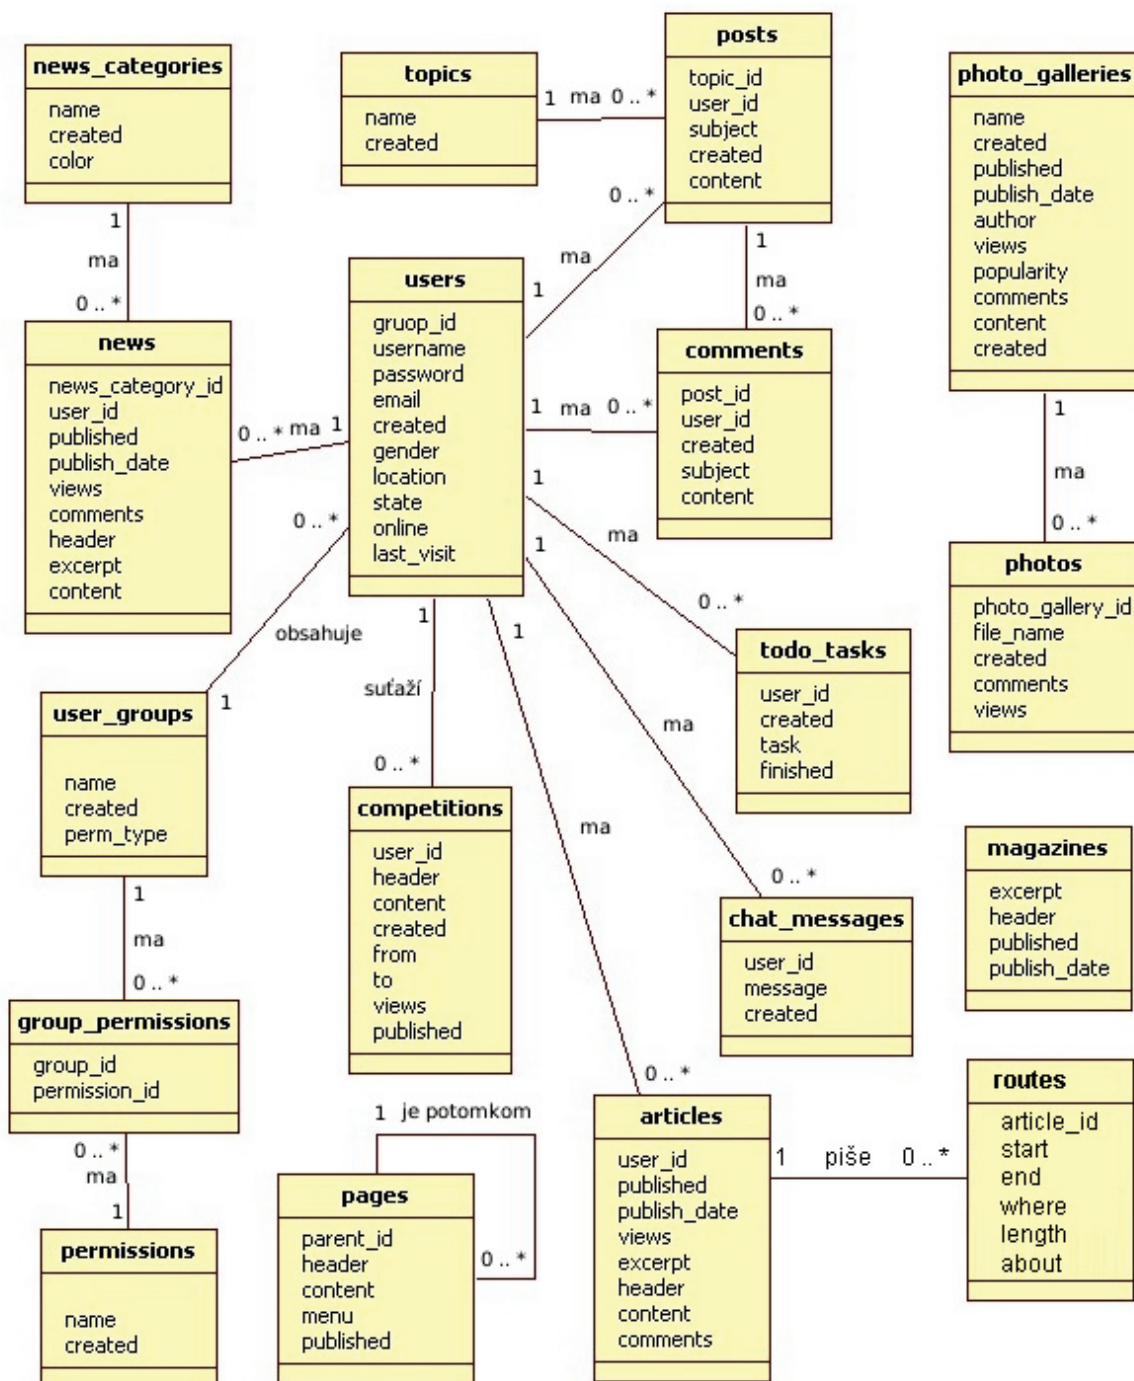 news_categories
name
created
color
1
ma
0 .. *
news
news_category_id
user_id
published
publish_date
views
comments
header
excerpt
content
0 .. * ma 1
topics
name
created
1 ma 0 .. *
posts
topic_id
user_id
subject
created
content
0 .. *
ma
1
1
ma
0 .. *
users
gruop_id
username
password
email
created
gender
location
state
online
last_visit
1 ma 0 .. *
comments
post_id
user_id
created
subject
content
photo_galleries
name
created
published
publish_date
author
views
popularity
comments
content
created
1
ma
0 .. *
photos
photo_gallery_id
file_name
created
comments
views
0 .. *
obsahuje
1
user_groups
name
created
perm_type
1
ma
0 .. *
group_permissions
group_id
permission_id
0 .. *
ma
1
permissions
name
created
1
suťaží
0 .. *
competitions
user_id
header
content
created
from
to
views
published
1
ma
0 .. *
todo_tasks
user_id
created
task
finished
1
ma
0 .. *
chat_messages
user_id
message
created
1
ma
0 .. *
articles
user_id
published
publish_date
views
excerpt
header
content
comments
magazines
excerpt
header
published
publish_date
1 piše 0 .. *
routes
article_id
start
end
where
length
about
1 je potomkom
0 .. *
pages
parent_id
header
content
menu
published